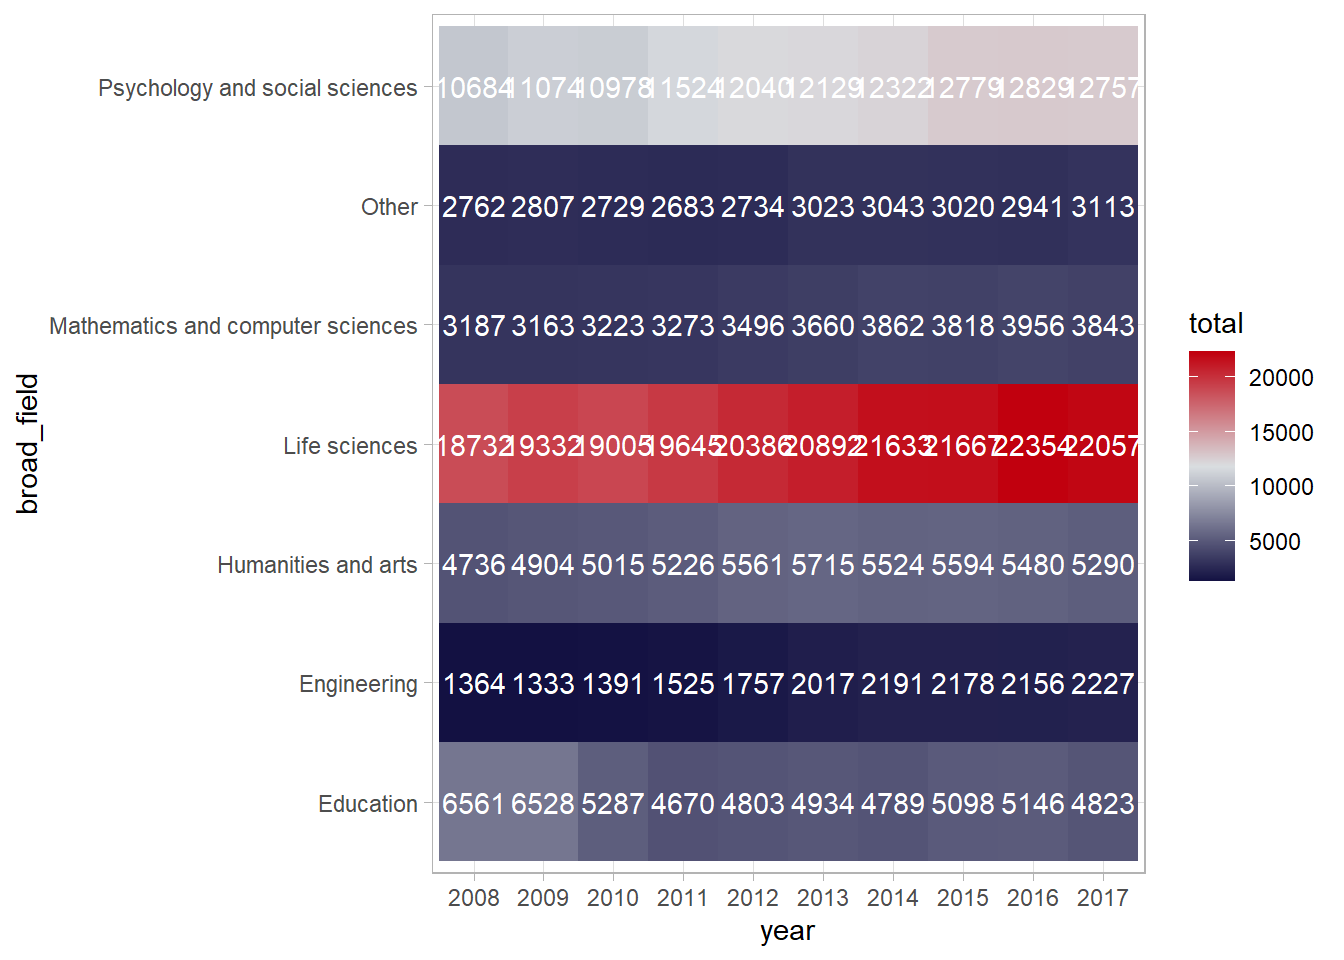 Psychology and social sciences 10684 11074 10978 11524 12040 12129 12322 12779 12829 12757
Other 2762 2807 2729 2683 2734 3023 3043 3020 2941 3113
Mathematics and computer sciences 3187 3163 3223 3273 3496 3660 3862 3818 3956 3843
Life sciences 18732 19332 19005 19645 20386 20892 21633 21667 22354 22057
Humanities and arts 4736 4904 5015 5226 5561 5715 5524 5594 5480 5290
Engineering 1364 1333 1391 1525 1757 2017 2191 2178 2156 2227
Education 6561 6528 5287 4670 4803 4934 4789 5098 5146 4823
2008 2009 2010 2011 2012 2013 2014 2015 2016 2017
year
broad_field
total
20000
15000
10000
5000